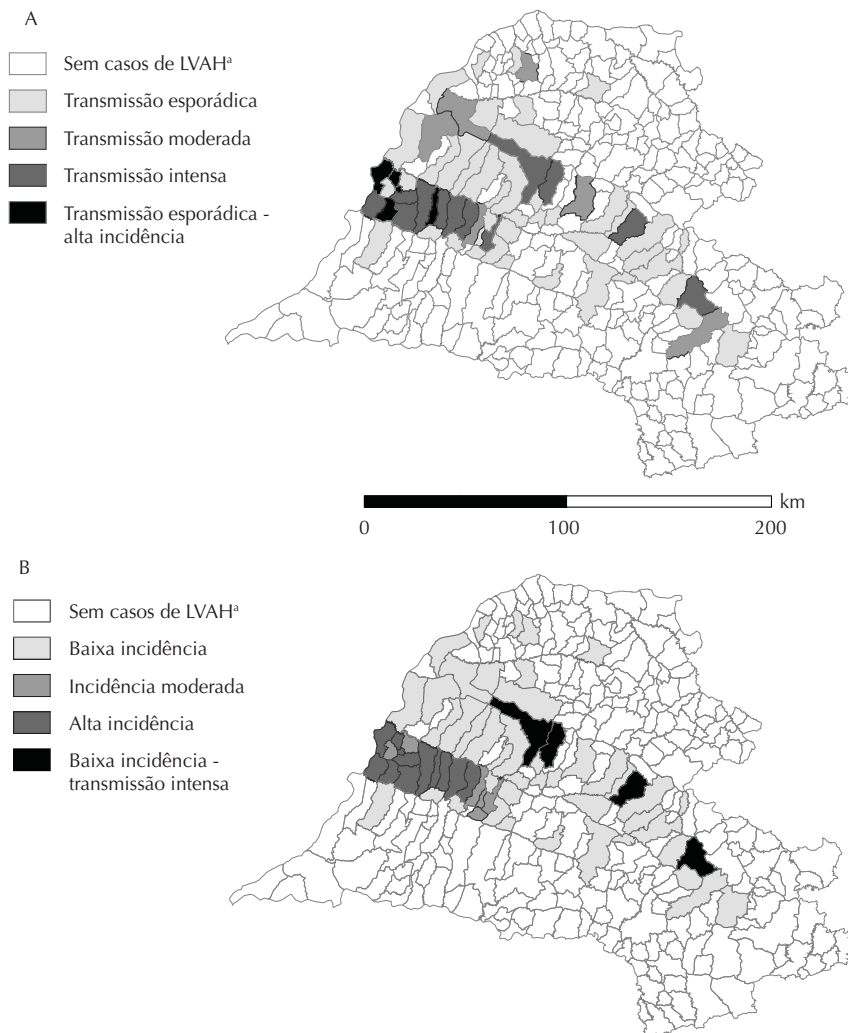 A
Sem casos de LVAHª
Transmissão esporádica
Transmissão moderada
Transmissão intensa
Transmissão esporádica -
alta incidência
km
0 100 200
B
Sem casos de LVAHª
Baixa incidência
Incidência moderada
Alta incidência
Baixa incidência -
transmissão intensa